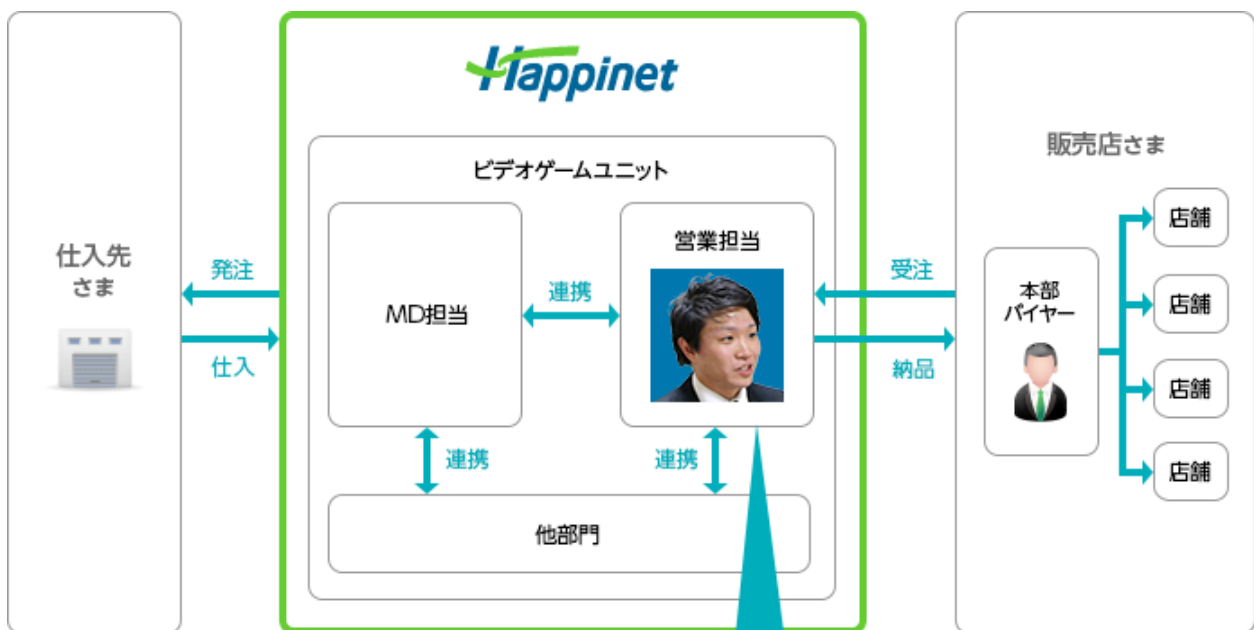 Happinet
ビデオゲームユニット
仕入先
さま
発注
仕入
MD担当
連携
営業担当
連携
連携
他部門
受注
納品
販売店さま
本部
バイヤー
店舗
店舗
店舗
店舗